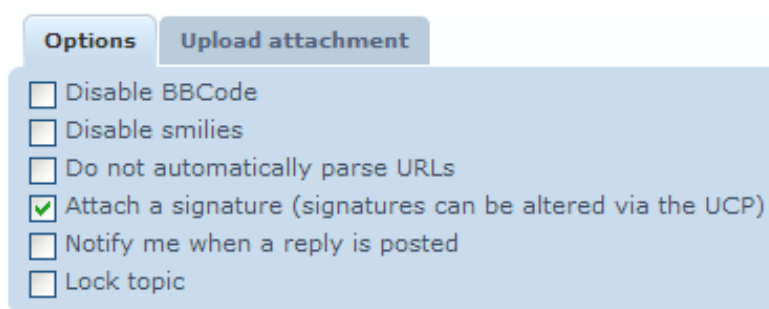 Options Upload attachment
Disable BBCode
Disable smilies
Do not automatically parse URLs
Attach a signature (signatures can be altered via the UCP)
Notify me when a reply is posted
Lock topic